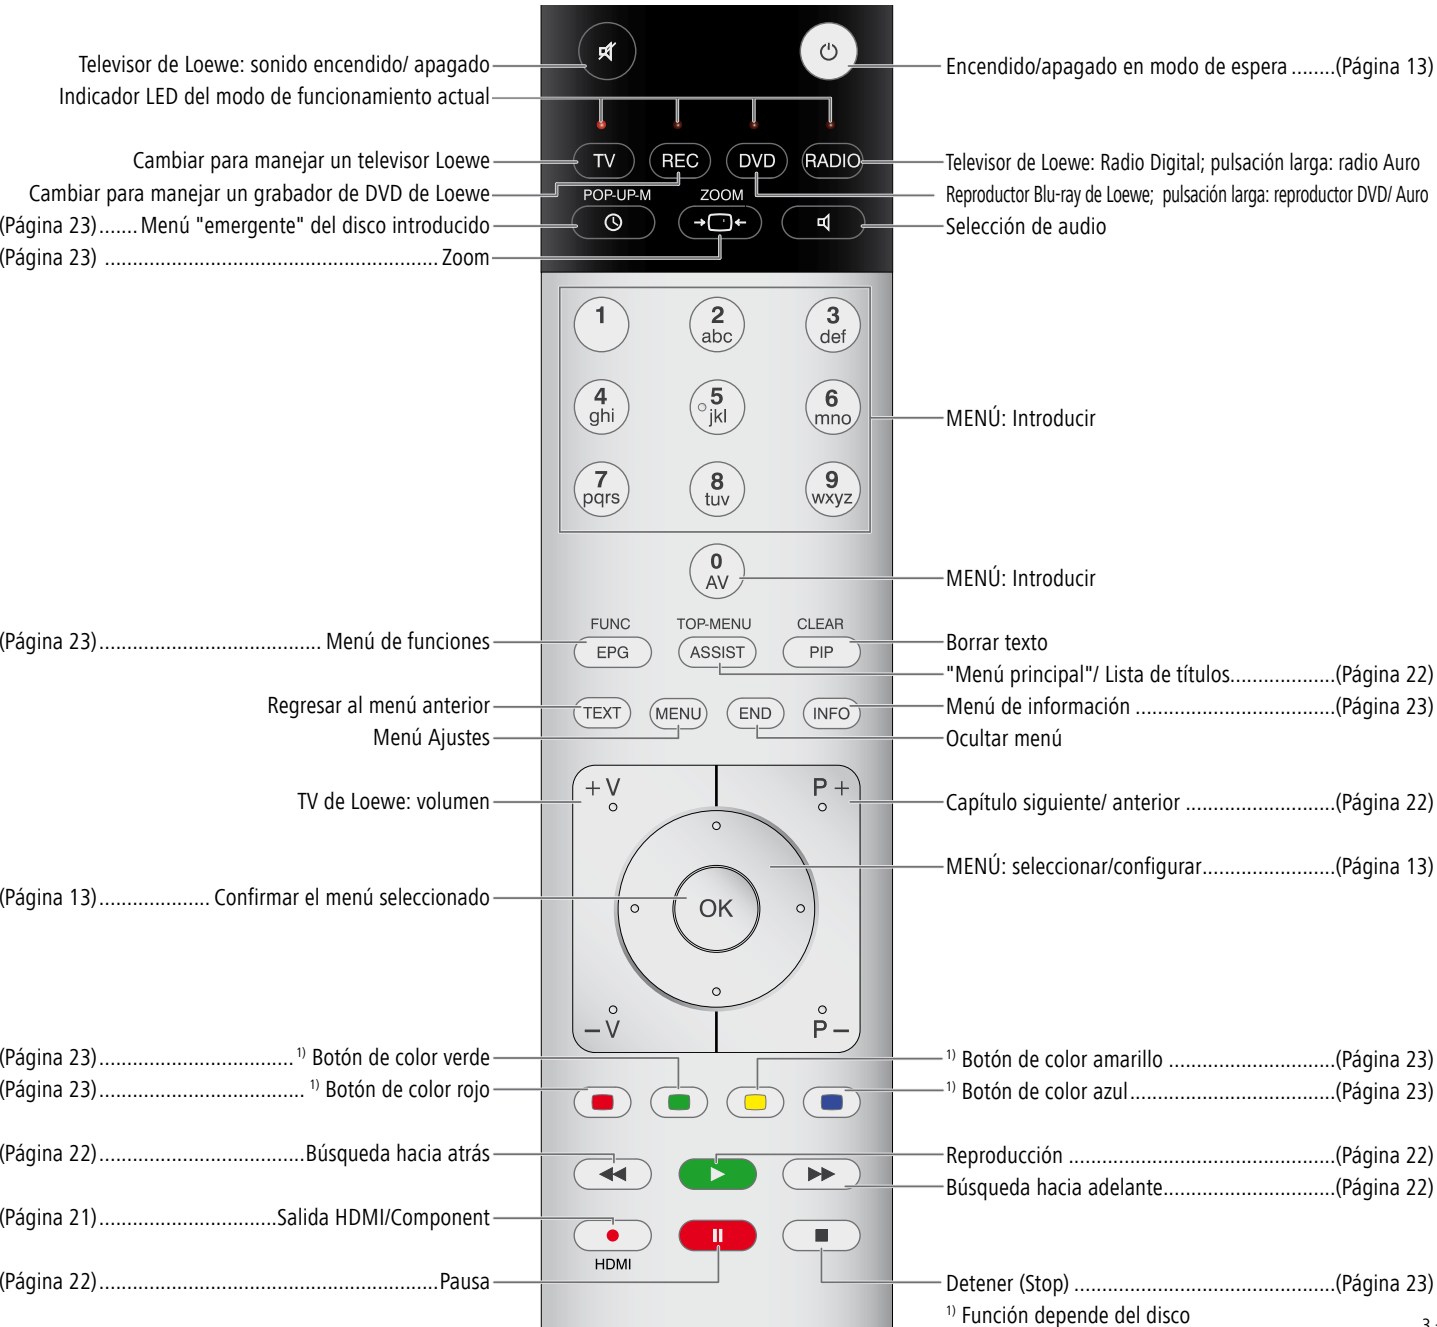 Televisor de Loewe: sonido encendido/ apagado
Encendido/apagado en modo de espera ........(Página 13)
Indicador LED del modo de funcionamiento actual
Cambiar para manejar un televisor Loewe
TV REC DVD RADIO
Televisor de Loewe: Radio Digital; pulsación larga: radio Auro
Cambiar para manejar un grabador de DVD de Loewe
POP-UP-M ZOOM
Reproductor Blu-ray de Loewe; pulsación larga: reproductor DVD/ Auro
(Página 23)....... Menú "emergente" del disco introducido
Selección de audio
(Página 23) ............................................................ Zoom
1
2 abc
3 def
4 ghi
5 jkl
6 mno
MENÚ: Introducir
7 pqrs
8 tuv
9 wxyz
0 AV
MENÚ: Introducir
FUNC TOP-MENU CLEAR
(Página 23)........................................ Menú de funciones
EPG ASSIST PIP
Borrar texto
"Menú principal"/ Lista de títulos...................(Página 22)
Regresar al menú anterior
TEXT MENU END INFO
Menú de información ....................................(Página 23)
Menú Ajustes
Ocultar menú
+ V P +
TV de Loewe: volumen
Capítulo siguiente/ anterior ...........................(Página 22)
MENÚ: seleccionar/configurar........................(Página 13)
(Página 13).................... Confirmar el menú seleccionado
OK
– V P –
(Página 23)................................... 1) Botón de color verde
1) Botón de color amarillo ..............................(Página 23)
(Página 23)..................................... 1) Botón de color rojo
1) Botón de color azul.....................................(Página 23)
(Página 22).....................................Búsqueda hacia atrás
Reproducción ................................................(Página 22)
Búsqueda hacia adelante...............................(Página 22)
(Página 21)................................Salida HDMI/Component
HDMI
(Página 22).............................................................Pausa
Detener (Stop) ...............................................(Página 23)
1) Función depende del disco
3